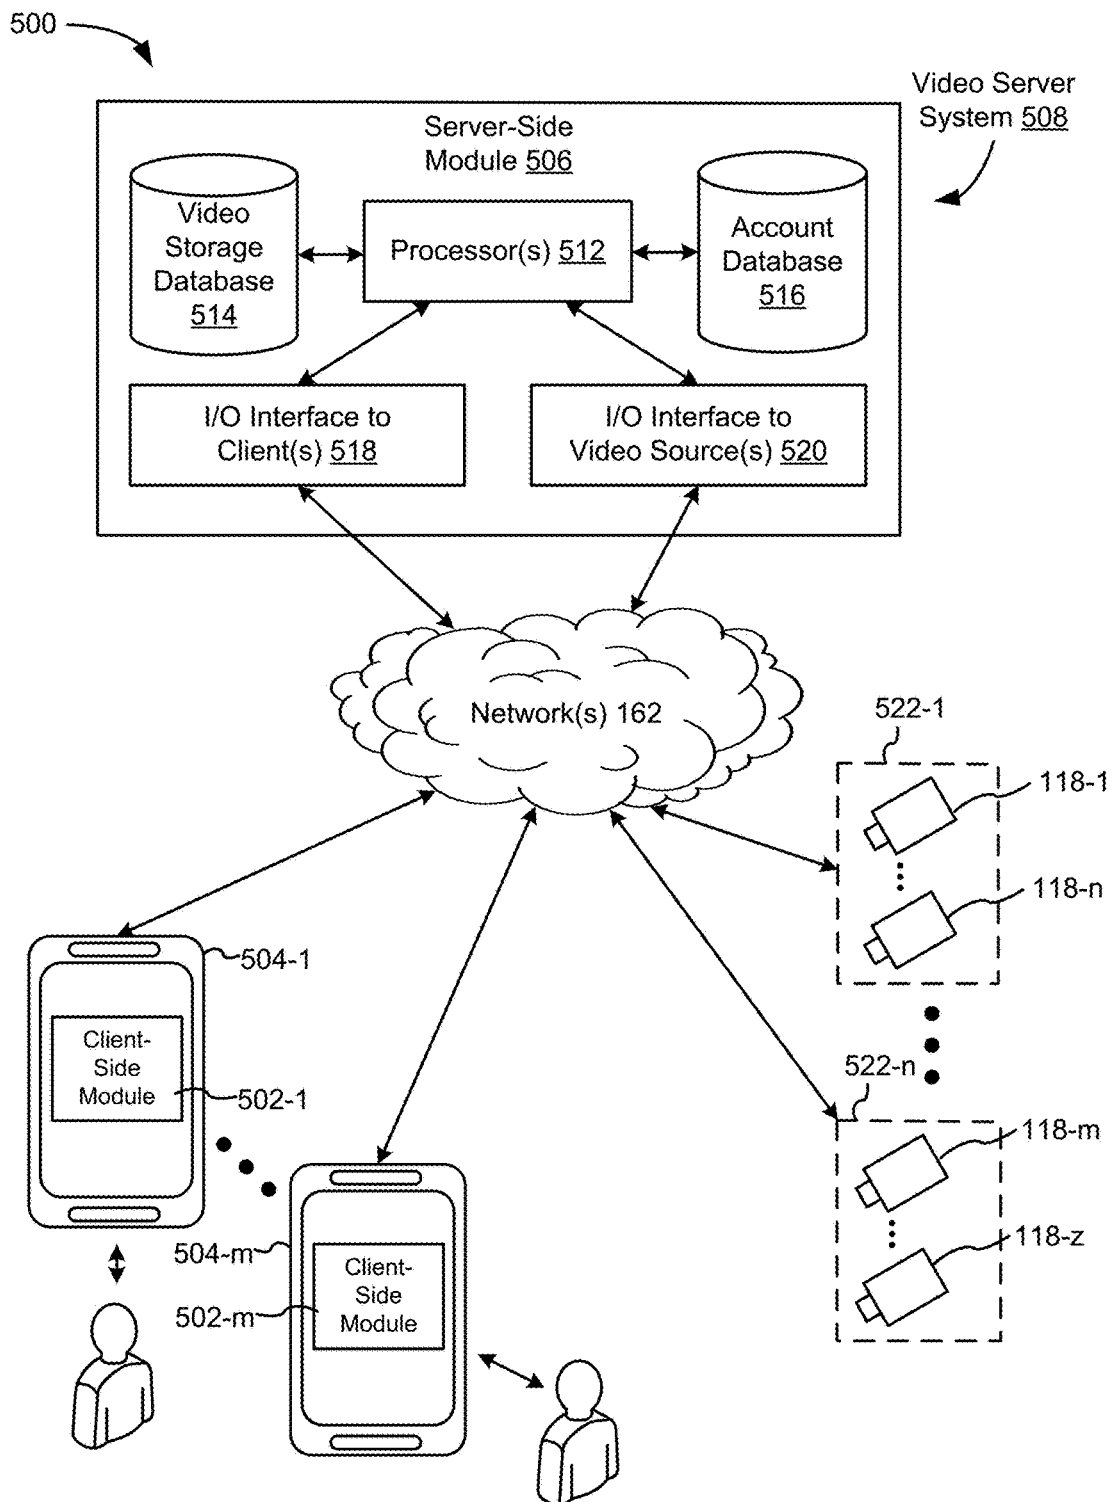 500
Video Server
System 508
Server-Side
Module 506
Video
Storage
Database
514
Processor(s) 512
Account
Database
516
I/O Interface to
Client(s) 518
I/O Interface to
Video Source(s) 520
Network(s) 162
522-1
118-1
118-n
504-1
Client-
Side
Module
502-1
522-n
118-m
118-z
504-m
Client-
Side
Module
502-m